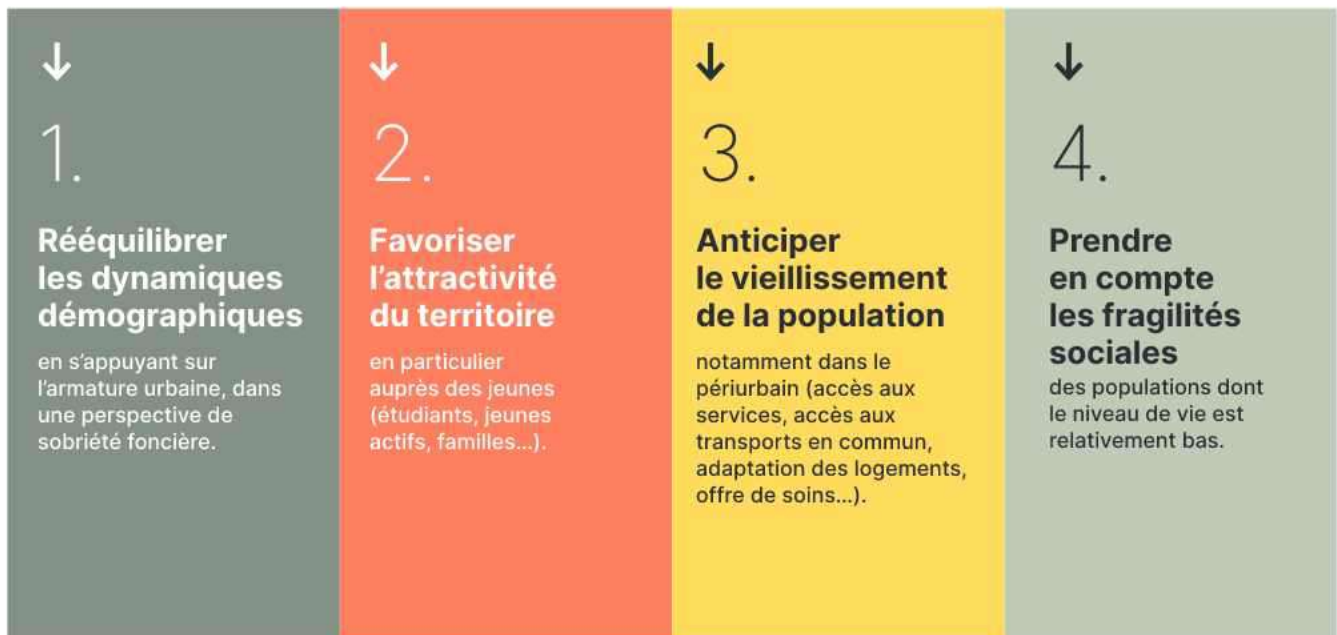 1.
Rééquilibrer
les dynamiques
démographiques
en s'appuyant sur
l'armature urbaine, dans
une perspective de
sobriété foncière.
2.
Favoriser
l'attractivité
du territoire
en particulier
auprès des jeunes
(étudiants, jeunes
actifs, familles...).
3.
Anticiper
le vieillissement
de la population
notamment dans le
périurbain (accès aux
services, accès aux
transports en commun,
adaptation des logements,
offre de soins...).
4.
Prendre
en compte
les fragilités
sociales
des populations dont
le niveau de vie est
relativement bas.